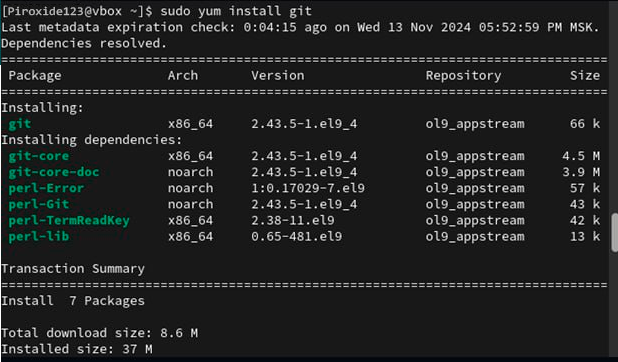 [Piroxide123@vbox ~]$ sudo yum install git
Last metadata expiration check: 0:04:15 ago on Wed 13 Nov 2024 05:52:59 PM MSK.
Dependencies resolved.
================================================================================
 Package          Arch       Version               Repository          Size
================================================================================
Installing:
 git              x86_64     2.43.5-1.el9_4        ol9_appstream       66 k
Installing dependencies:
 git-core         x86_64     2.43.5-1.el9_4        ol9_appstream      4.5 M
 git-core-doc     noarch     2.43.5-1.el9_4        ol9_appstream      3.9 M
 perl-Error       noarch     1:0.17029-7.el9       ol9_appstream       57 k
 perl-Git         noarch     2.43.5-1.el9_4        ol9_appstream       43 k
 perl-TermReadKey x86_64     2.38-11.el9           ol9_appstream       42 k
 perl-lib         x86_64     0.65-481.el9          ol9_appstream       13 k
Transaction Summary
================================================================================
Install  7 Packages
Total download size: 8.6 M
Installed size: 37 M